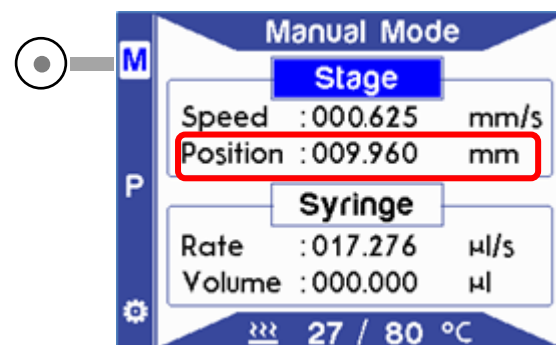 Manual Mode
M
Stage
Speed :000.625 mm/s
Position :009.960 mm
P
Syringe
Rate :017.276 µl/s
Volume :000.000 µl
27 / 80 °C